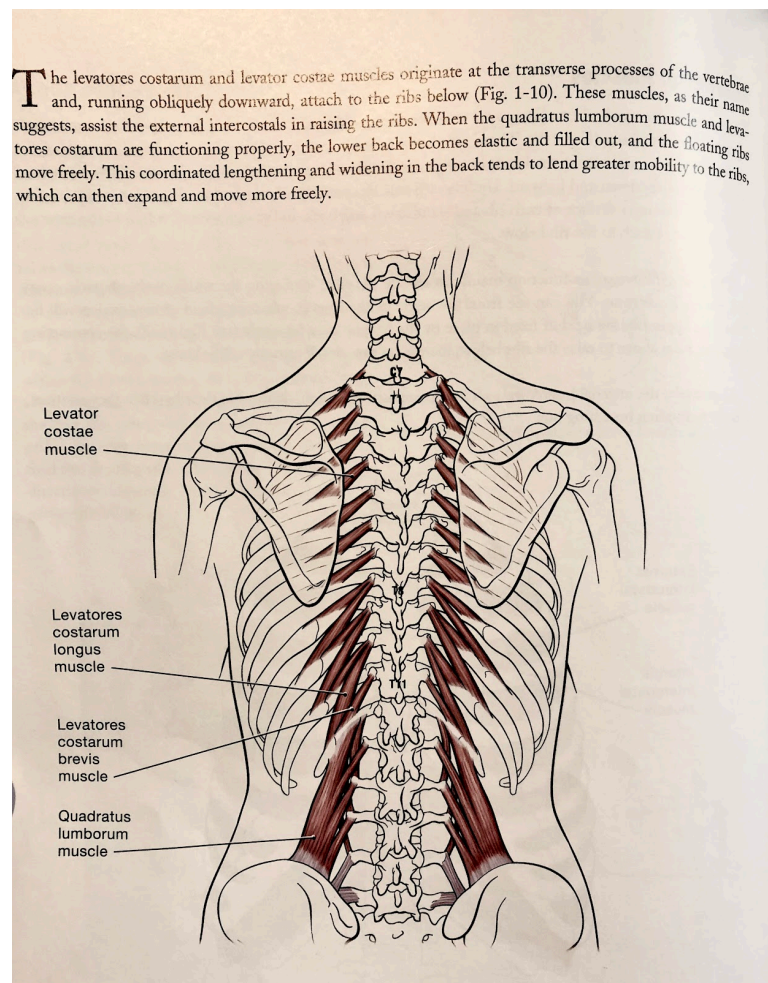 The levatores costarum and levator costae muscles originate at the transverse processes of the vertebrae
and, running obliquely downward, attach to the ribs below (Fig. 1-10). These muscles, as their name
suggests, assist the external intercostals in raising the ribs. When the quadratus lumborum muscle and leva-
tores costarum are functioning properly, the lower back becomes elastic and filled out, and the floating ribs
move freely. This coordinated lengthening and widening in the back tends to lend greater mobility to the ribs,
which can then expand and move more freely.
C7
T1
Levator
costae
muscle
T8
Levatores
costarum
longus
muscle
T11
Levatores
costarum
brevis
muscle
Quadratus
lumborum
muscle